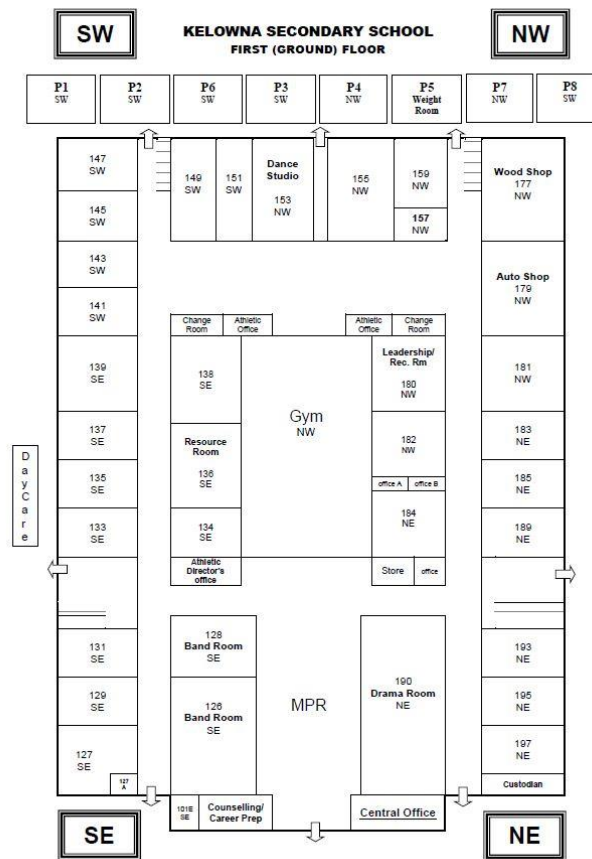 SW
KELOWNA SECONDARY SCHOOL
NW
FIRST (GROUND) FLOOR
P1
SW
P2
SW
P6
SW
P3
SW
P4
NW
P5
Weight
Room
P7
NW
P8
SW
147
SW
149
SW
151
SW
Dance
Studio
153
NW
155
NW
159
NW
157
NW
Wood Shop
177
NW
145
SW
143
SW
Auto Shop
179
NW
141
SW
Change
Room
Athletic
Office
Athletic
Office
Change
Room
139
SE
138
SE
Gym
NW
Leadership/
Rec. Rm
180
NW
181
NW
137
SE
Resource
Room
136
SE
182
NW
183
NE
DayCare
135
SE
office A
office B
185
NE
133
SE
134
SE
184
NE
189
NE
Athletic
Director's
office
Store
office
131
SE
128
Band Room
SE
MPR
190
Drama Room
NE
193
NE
129
SE
126
Band Room
SE
195
NE
127
SE
127
A
197
NE
Custodian
101E
SE
Counselling/
Career Prep
Central Office
SE
NE